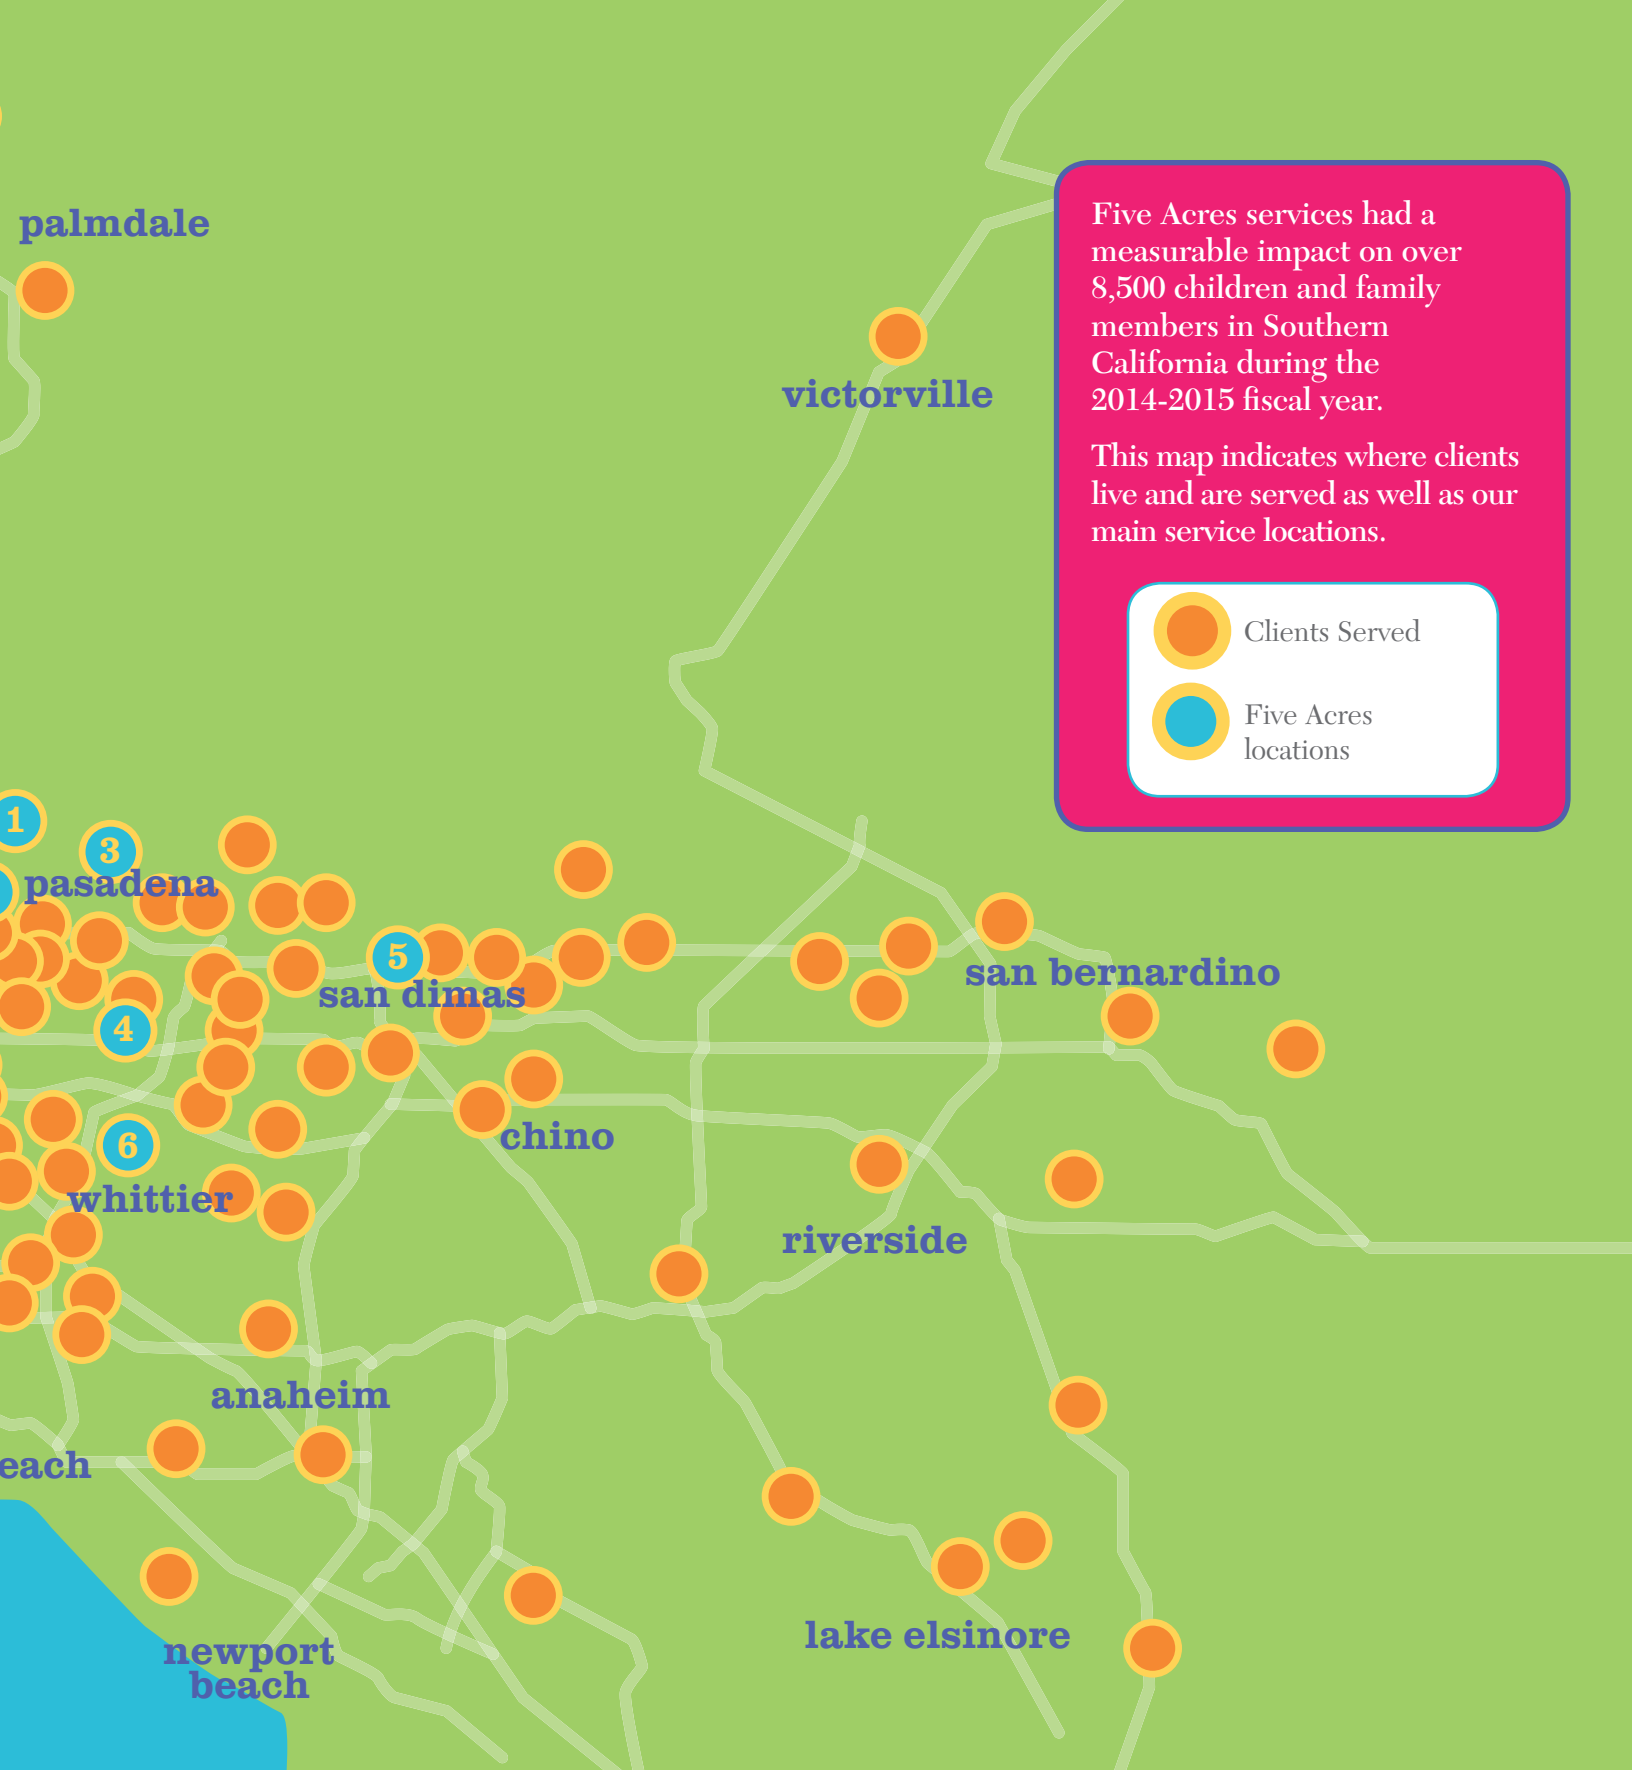 palmdale
victorville
Five Acres services had a
measurable impact on over
8,500 children and family
members in Southern
California during the
2014-2015 fiscal year.
This map indicates where clients
live and are served as well as our
main service locations.
Clients Served
Five Acres
locations
1
3
pasadena
5
san dimas
san bernardino
4
chino
6
whittier
riverside
anaheim
each
lake elsinore
newport
beach